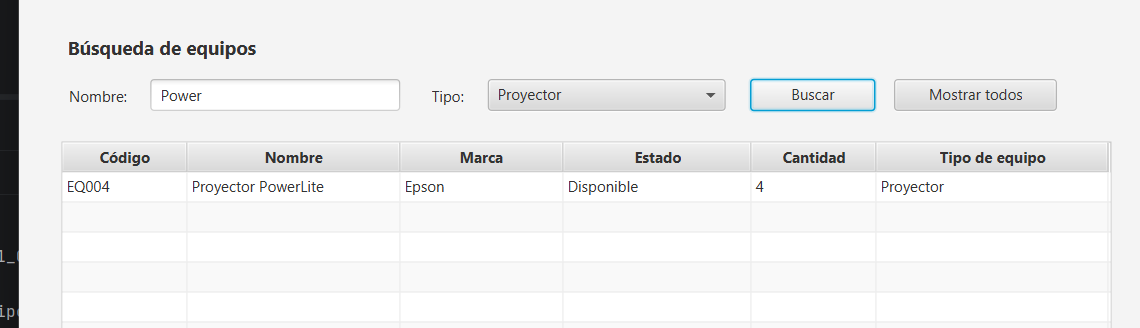 Búsqueda de equipos
Nombre: Power Tipo: Proyector Buscar Mostrar todos
Código Nombre Marca Estado Cantidad Tipo de equipo
EQ004 Proyector PowerLite Epson Disponible 4 Proyector